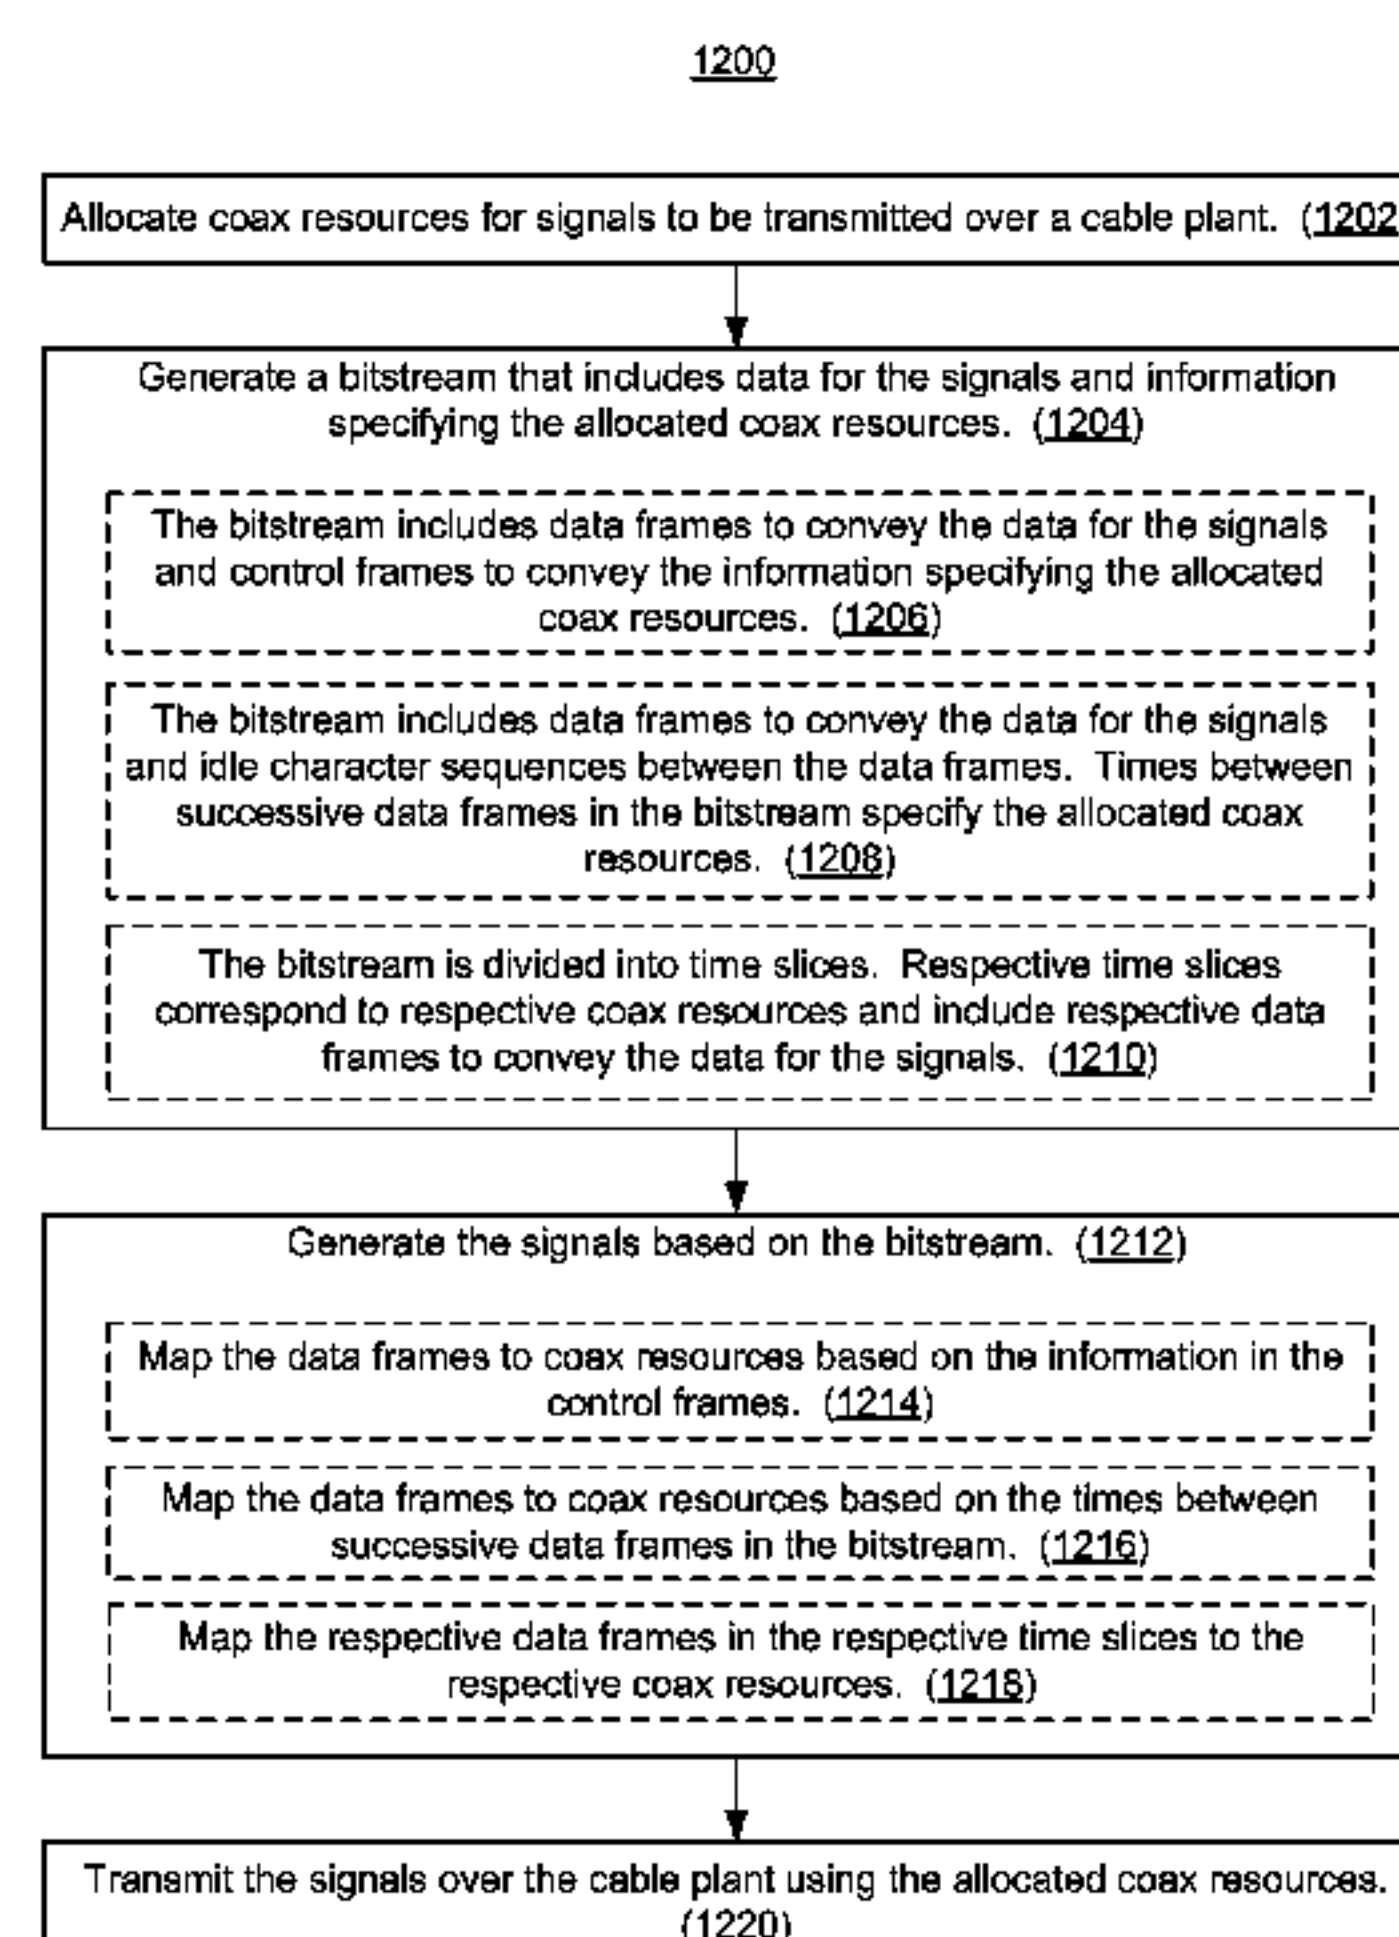 1200
Allocate coax resources for signals to be transmitted over a cable plant. (1202
Generate a bitstream that includes data for the signals and information
specifying the allocated coax resources. (1204)
The bitstream includes data frames to convey the data for the signals
and control frames to convey the information specifying the allocated
coax resources. (1206)
The bitstream includes data frames to convey the data for the signals
and idle character sequences between the data frames. Times between
successive data frames in the bitstream specify the allocated coax
resources. (1208)
The bitstream is divided into time slices. Respective time slices
correspond to respective coax resources and include respective data
frames to convey the data for the signals. (1210)
Generate the signals based on the bitstream. (1212)
Map the data frames to coax resources based on the information in the
control frames. (1214)
Map the data frames to coax resources based on the times between
successive data frames in the bitstream. (1216)
Map the respective data frames in the respective time slices to the
respective coax resources. (1218)
Transmit the signals over the cable plant using the allocated coax resources.
(1220)